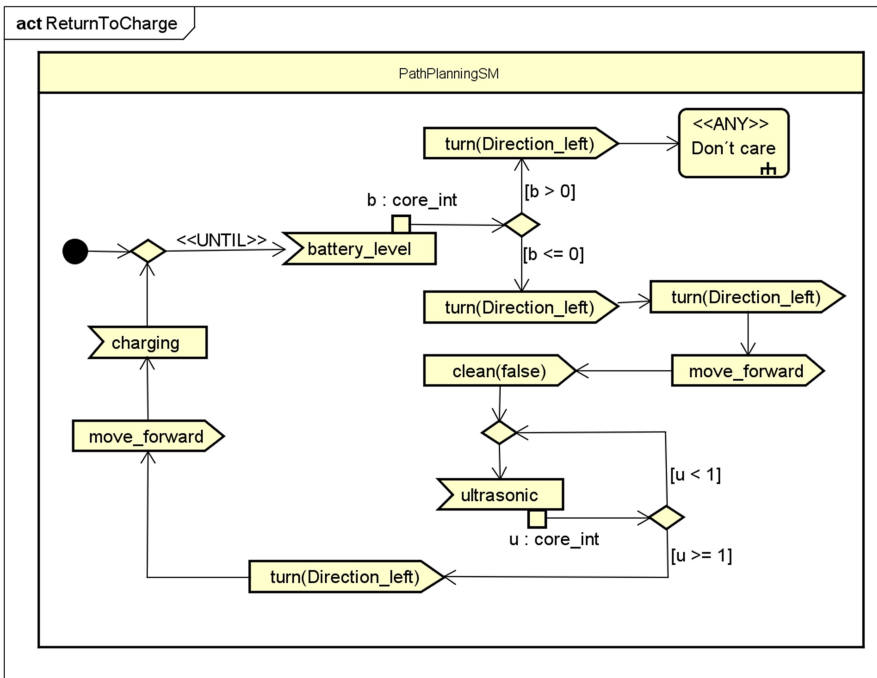 act ReturnToCharge
PathPlanningSM
turn(Direction_left)
<<ANY>>
Don´t care
[b > 0]
b : core_int
<<UNTIL>>
battery_level
[b <= 0]
turn(Direction_left)
turn(Direction_left)
charging
clean(false)
move_forward
move_forward
ultrasonic
[u < 1]
u : core_int
[u >= 1]
turn(Direction_left)